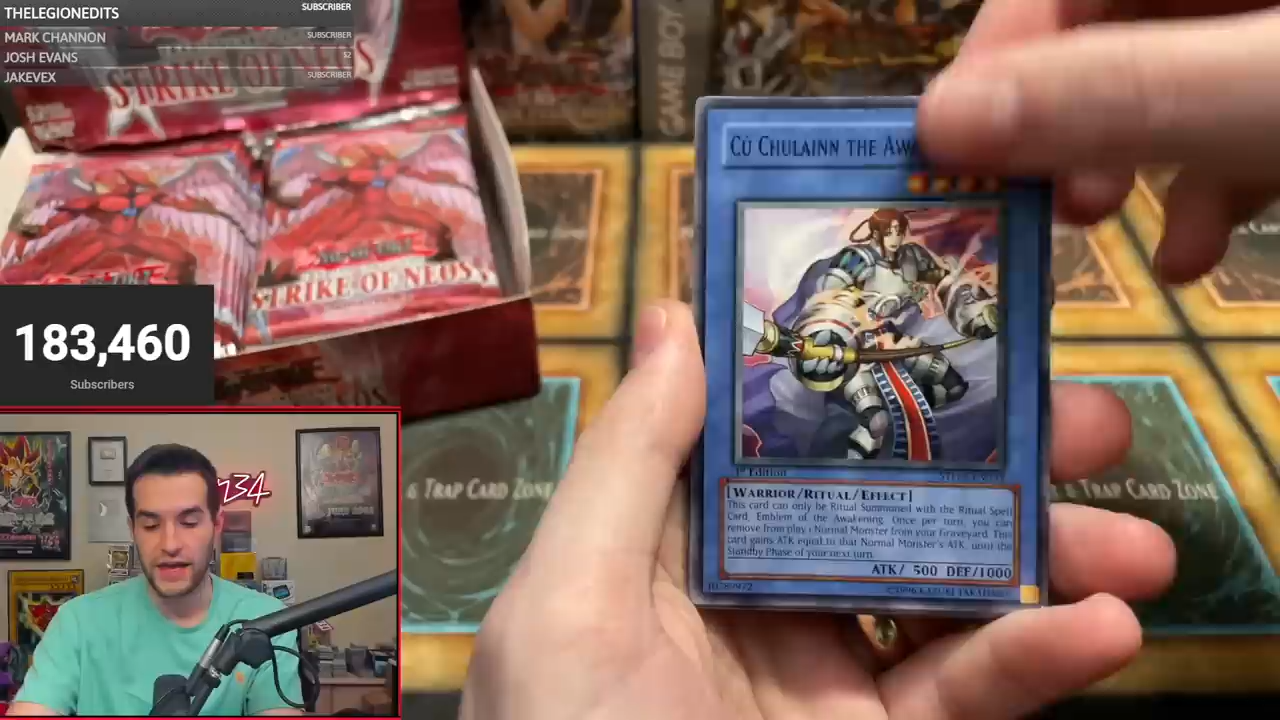 THELEGIONEDITS SUBSCRIBER
MARK CHANNON SUBSCRIBER
JOSH EVANS $2
JAKEVEX SUBSCRIBER
STRIKE OF NEOS
GAME BOY
STRIKE OF NEOS
183,460
Subscribers
234
CÚ CHULAINN THE AWA
1st Edition
[WARRIOR/RITUAL/EFFECT]
This card can only be Ritual Summoned with the Ritual Spell
Card, Emblem of the Awakening. Once per turn, you can
remove from play 1 Normal Monster from your Graveyard. This
card gains ATK equal to that Normal Monster's ATK, until the
Standby Phase of your next turn.
ATK/ 500 DEF/1000
& TRAP CARD ZONE
& TRAP CARD ZONE